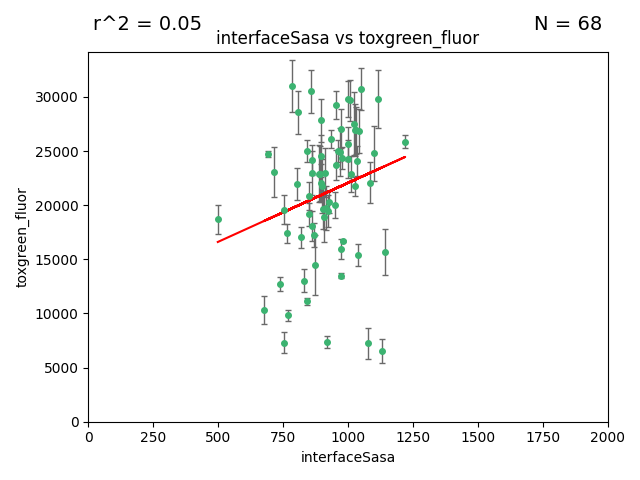 r^2 = 0.05
N = 68
interfaceSasa vs toxgreen_fluor
30000
25000
20000
15000
10000
5000
0
toxgreen_fluor
0 250 500 750 1000 1250 1500 1750 2000
interfaceSasa